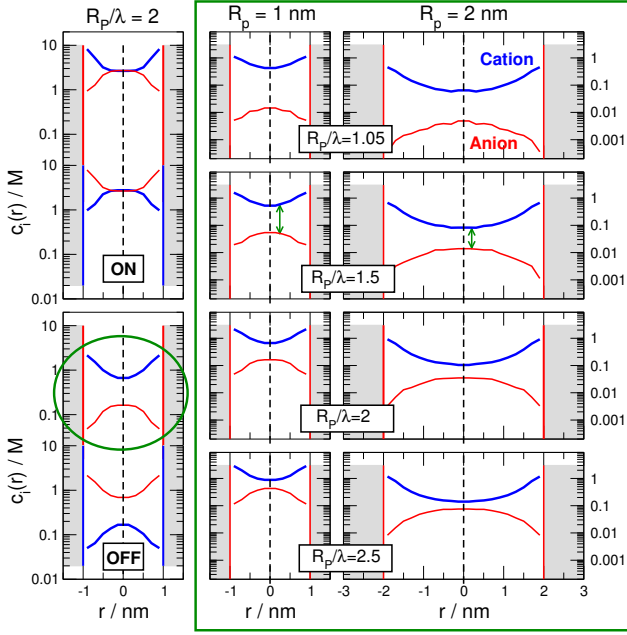 R_P/λ = 2
R_p = 1 nm
R_p = 2 nm
10
1
0.1
10
1
0.1
0.01
c_i(r) / M
ON
10
1
0.1
10
1
0.1
0.01
c_i(r) / M
OFF
-1 0 1
r / nm
Cation
Anion
1
0.1
0.01
0.001
R_P/λ=1.05
1
0.1
0.01
0.001
R_P/λ=1.5
1
0.1
0.01
0.001
R_P/λ=2
1
0.1
0.01
0.001
R_P/λ=2.5
-1 0 1
r / nm
-3 -2 -1 0 1 2 3
r / nm